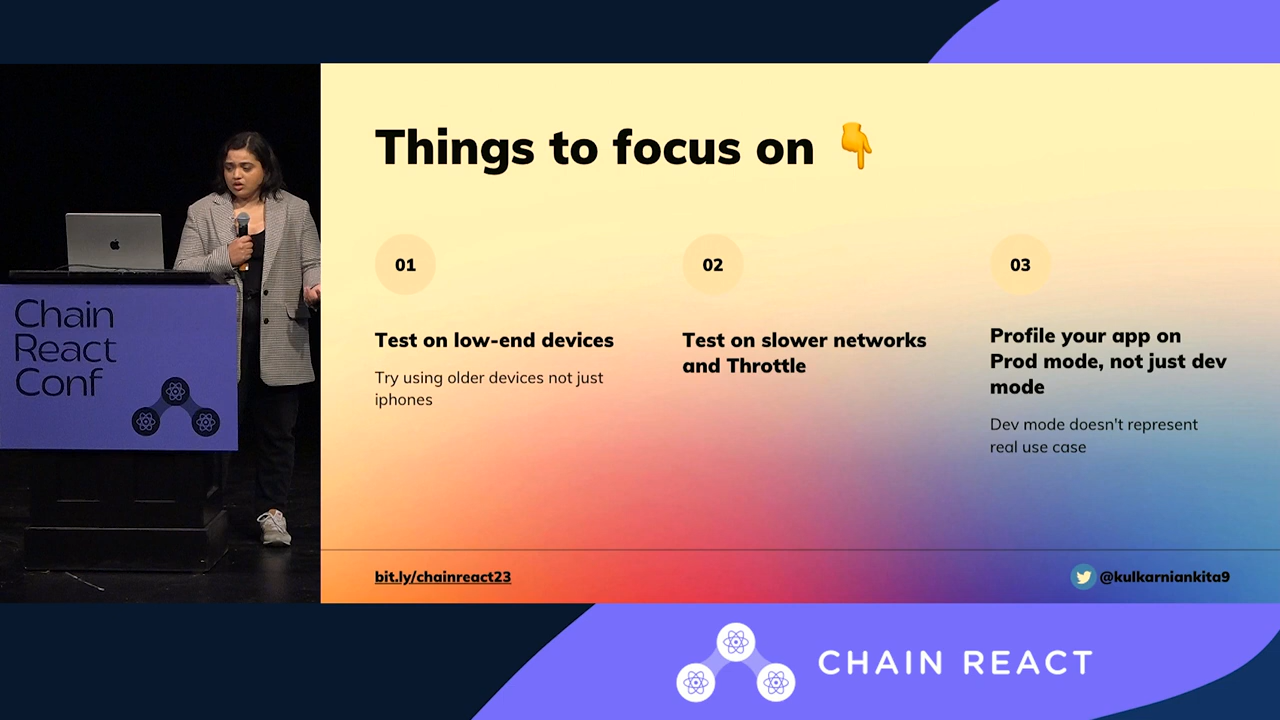 Things to focus on 👇
01
Test on low-end devices
Try using older devices not just
iphones
02
Test on slower networks
and Throttle
03
Profile your app on
Prod mode, not just dev
mode
Dev mode doesn't represent
real use case
bit.ly/chainreact23
@kulkarniankita9
Chain
React
Conf
CHAIN REACT